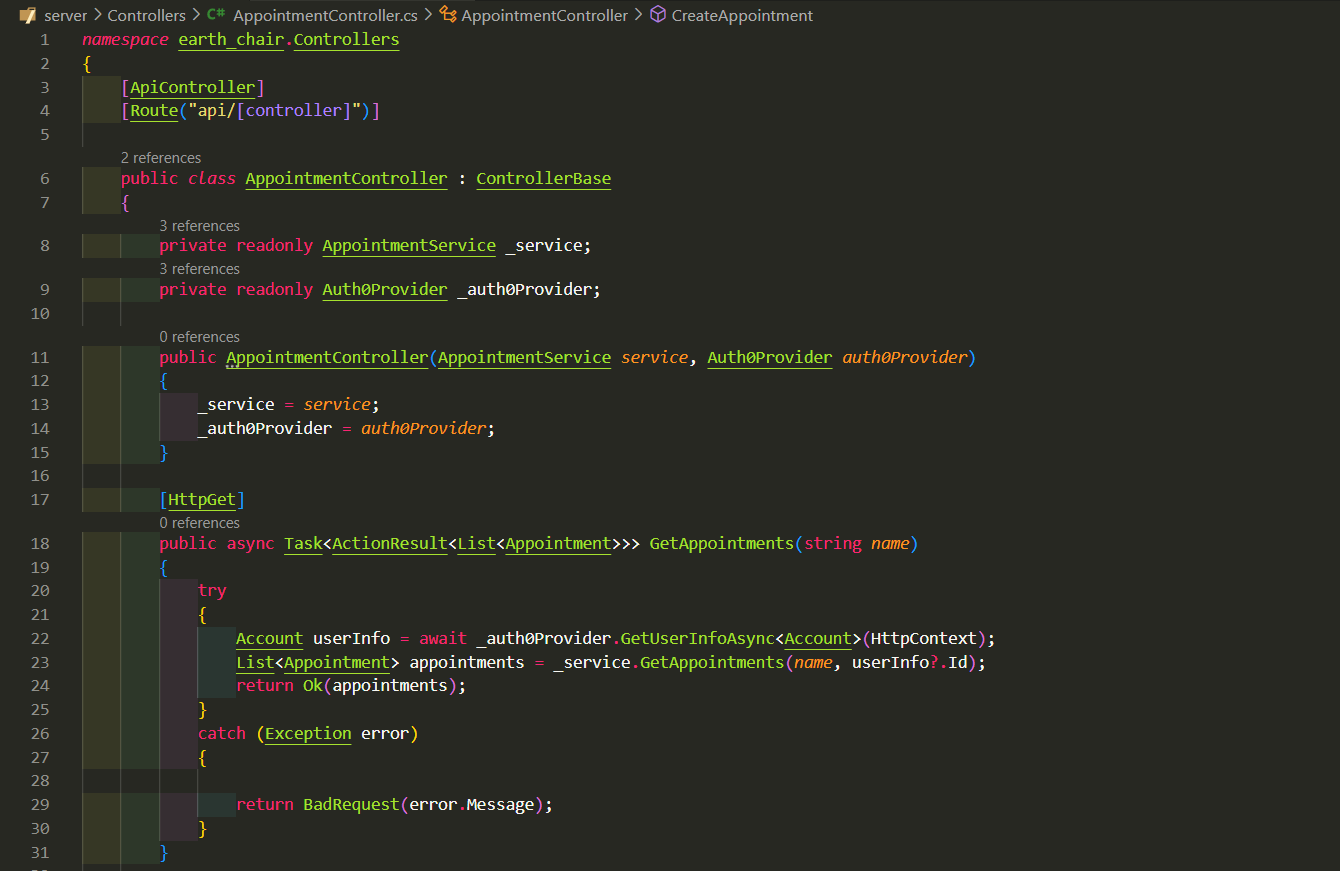 server > Controllers > C# AppointmentController.cs > AppointmentController > CreateAppointment
1 namespace earth_chair.Controllers
2 {
3 [ApiController]
4 [Route("api/[controller]")]
5
2 references
6 public class AppointmentController : ControllerBase
7 {
3 references
8 private readonly AppointmentService _service;
3 references
9 private readonly Auth0Provider _auth0Provider;
10
0 references
11 public AppointmentController(AppointmentService service, Auth0Provider auth0Provider)
12 {
13 _service = service;
14 _auth0Provider = auth0Provider;
15 }
16
17 [HttpGet]
0 references
18 public async Task<ActionResult<List<Appointment>>> GetAppointments(string name)
19 {
20 try
21 {
22 Account userInfo = await _auth0Provider.GetUserInfoAsync<Account>(HttpContext);
23 List<Appointment> appointments = _service.GetAppointments(name, userInfo?.Id);
24 return Ok(appointments);
25 }
26 catch (Exception error)
27 {
28
29 return BadRequest(error.Message);
30 }
31 }